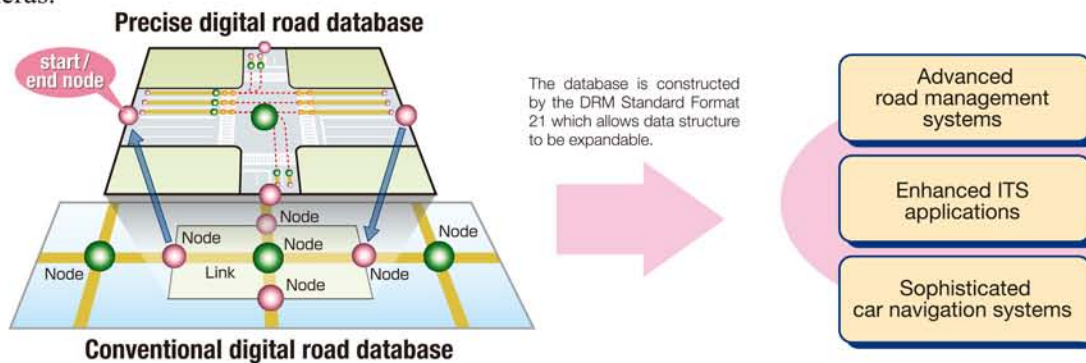 Precise digital road database
start /
end node
The database is constructed
by the DRM Standard Format
21 which allows data structure
to be expandable.
Advanced
road management
systems
Enhanced ITS
applications
Sophisticated
car navigation systems
Node
Node
Node
Node
Link
Node
Node
Node
Conventional digital road database